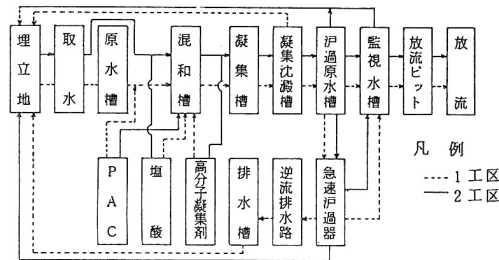 埋立地
取水
原水槽
混和槽
凝集槽
凝集沈澱槽
沪過原水槽
監視水槽
放流ピット
放流
PAC
塩酸
高分子凝集剤
排水槽
逆流排水路
急速沪過器
凡例
1工区
2工区